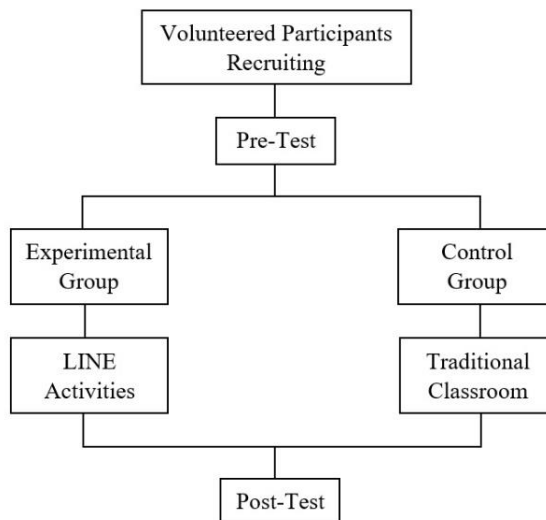 Volunteered Participants
Recruiting
Pre-Test
Experimental
Group
Control
Group
LINE
Activities
Traditional
Classroom
Post-Test